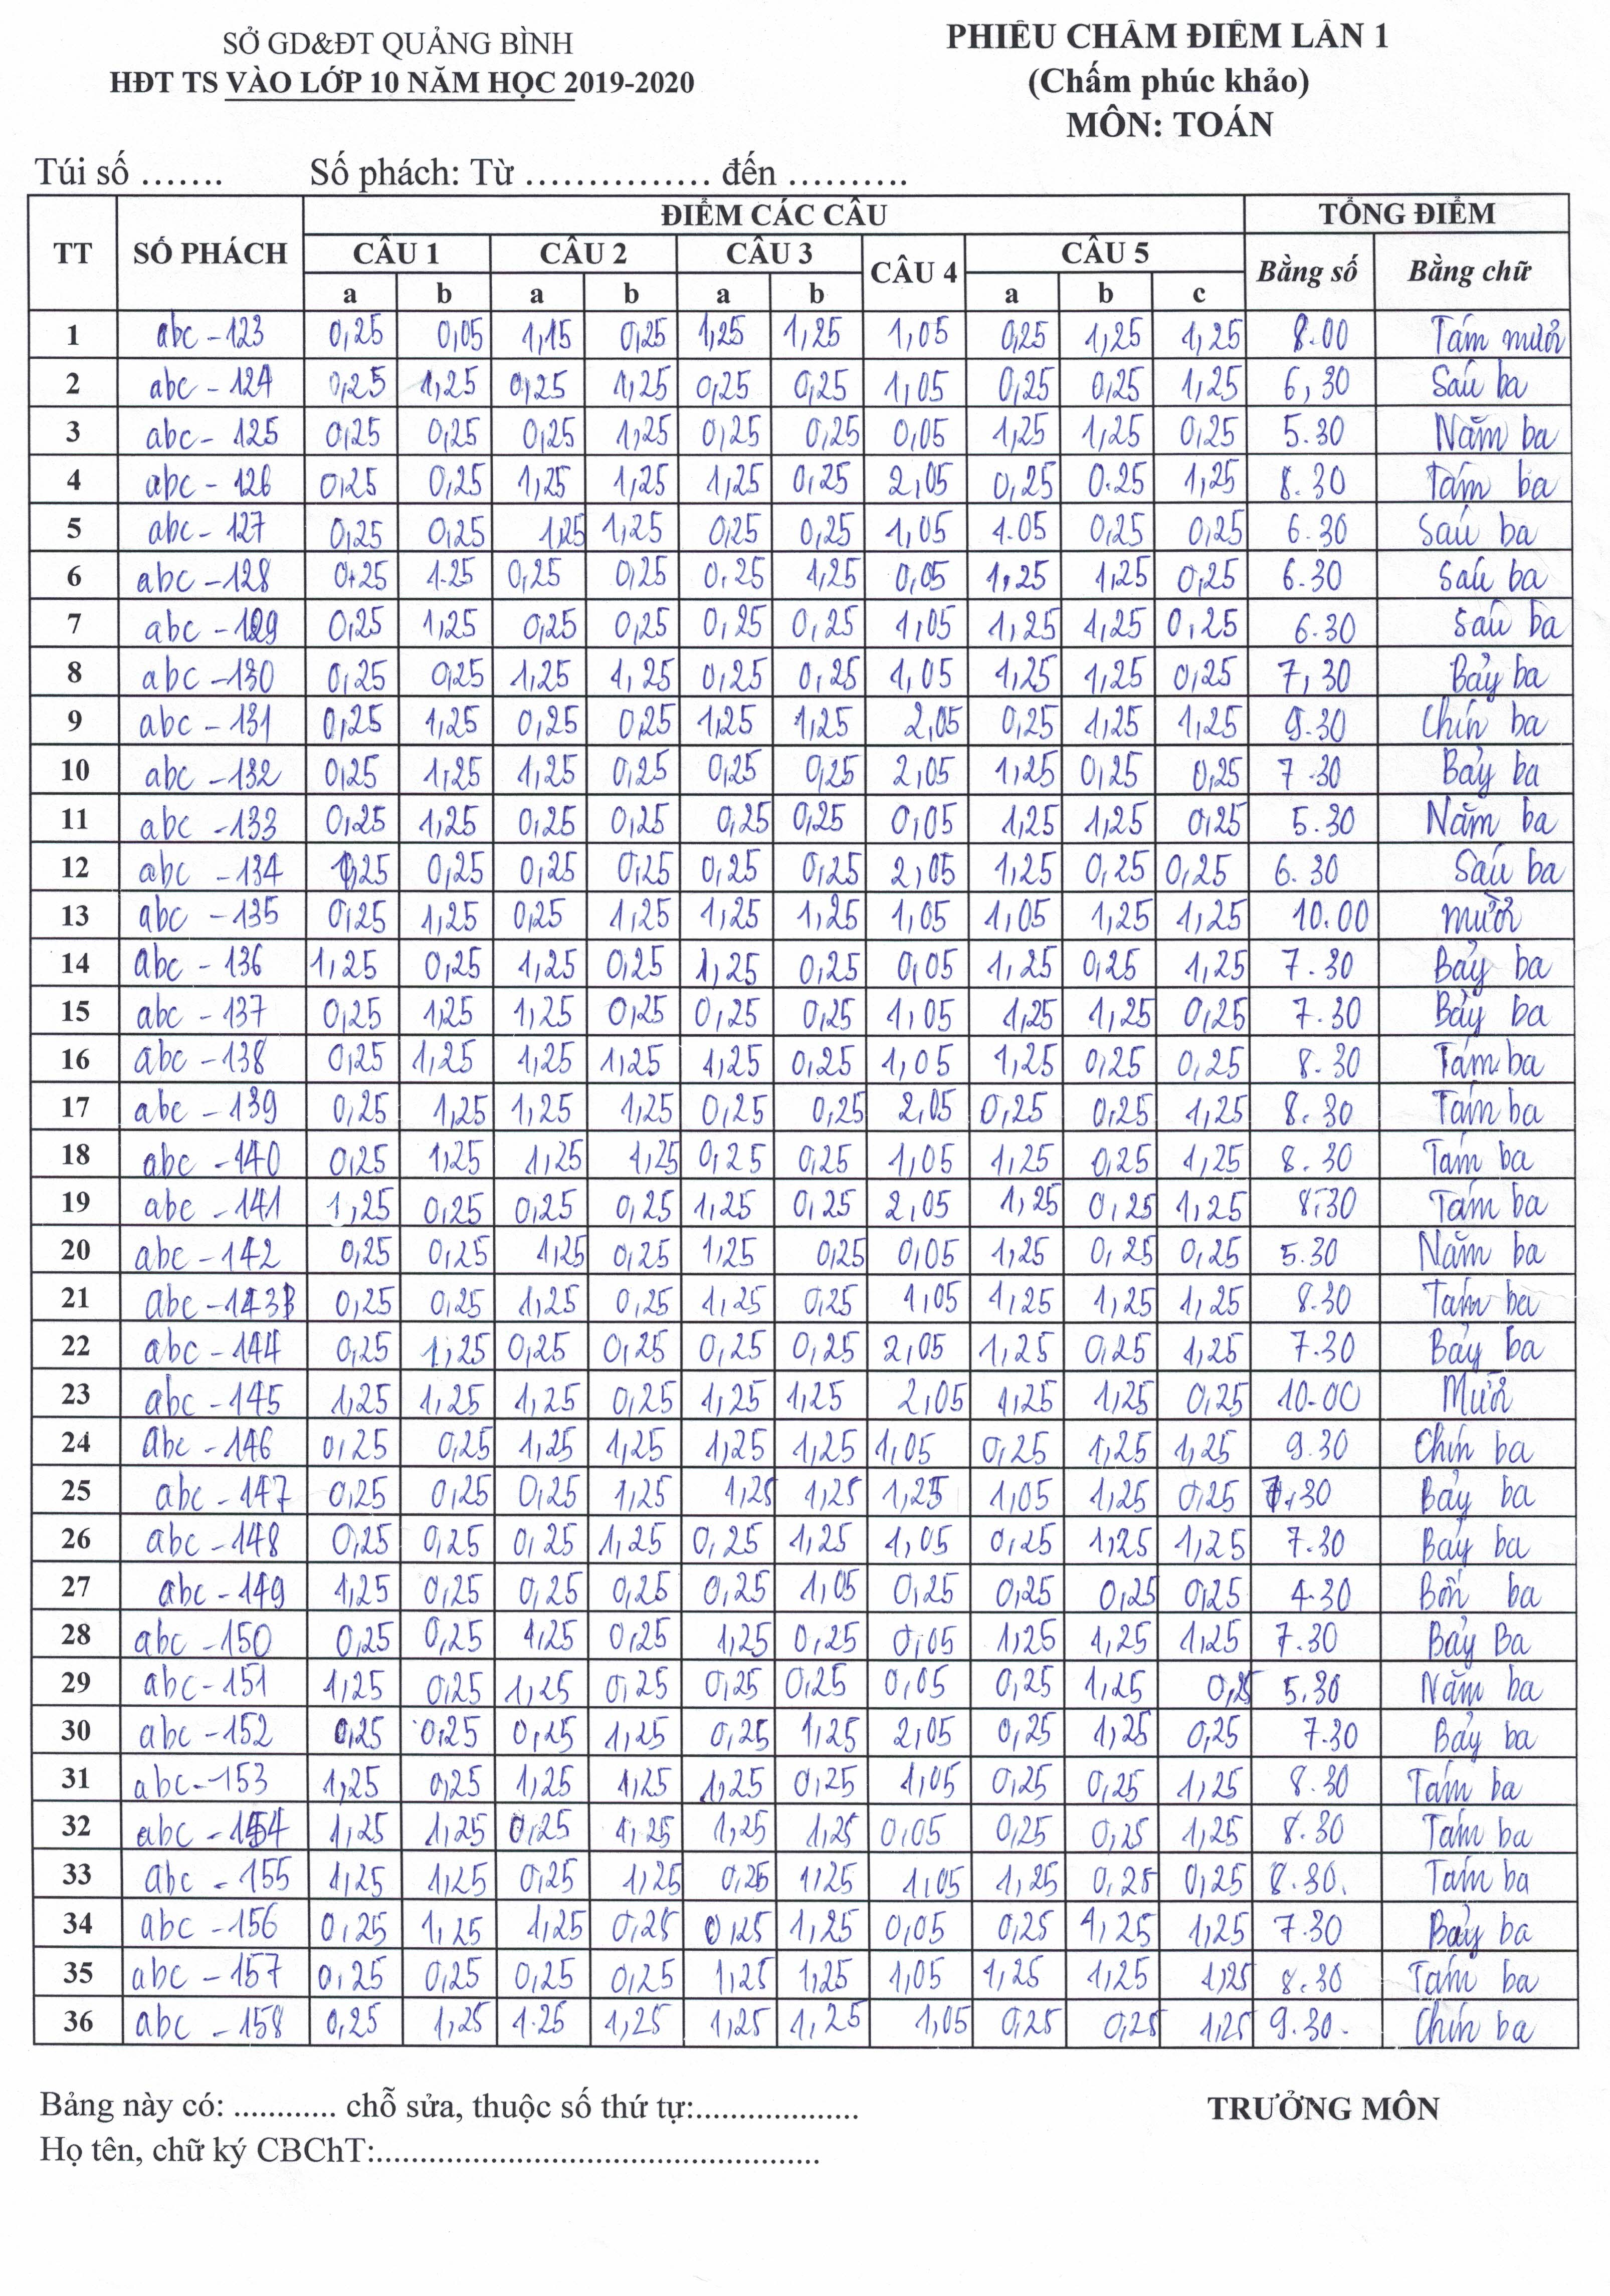 SỞ GD&ĐT QUẢNG BÌNH
HĐT TS VÀO LỚP 10 NĂM HỌC 2019-2020
PHIẾU CHẤM ĐIỂM LẦN 1
(Chấm phúc khảo)
MÔN: TOÁN
Túi số ....... Số phách: Từ ................ đến ..........
TT SỐ PHÁCH ĐIỂM CÁC CÂU TỔNG ĐIỂM
CÂU 1 CÂU 2 CÂU 3 CÂU 4 CÂU 5 Bằng số Bằng chữ
a b a b a b a b c
1 abc - 123 0,25 0,05 1,15 0,25 1,25 1,25 1,05 0,25 1,25 1,25 8.00 Tám mươi
2 abc - 124 0,25 1,25 0,25 1,25 0,25 0,25 1,05 0,25 0,25 1,25 6,30 Sáu ba
3 abc - 125 0,25 0,25 0,25 1,25 0,25 0,25 0,05 1,25 1,25 0,25 5.30 Năm ba
4 abc - 126 0,25 0,25 1,25 1,25 1,25 0,25 2,05 0,25 0.25 1,25 8.30 Tám ba
5 abc - 127 0,25 0,25 1,25 1,25 0,25 0,25 1,05 1.05 0,25 0,25 6.30 Sáu ba
6 abc - 128 0,25 1.25 0,25 0,25 0,25 1,25 0,05 1,25 1,25 0,25 6.30 Sáu ba
7 abc - 129 0,25 1,25 0,25 0,25 0,25 0,25 1,05 1,25 1,25 0,25 6.30 Sáu ba
8 abc - 130 0,25 0,25 1,25 1,25 0,25 0,25 1,05 1,25 1,25 0,25 7,30 Bảy ba
9 abc - 131 0,25 1,25 0,25 0,25 1,25 1,25 2,05 0,25 1,25 1,25 9.30 Chín ba
10 abc - 132 0,25 1,25 1,25 0,25 0,25 0,25 2,05 1,25 0,25 0,25 7.30 Bảy ba
11 abc - 133 0,25 1,25 0,25 0,25 0,25 0,25 0,05 1,25 1,25 0,25 5.30 Năm ba
12 abc - 134 0,25 0,25 0,25 0,25 0,25 2,05 1,25 0,25 0,25 6.30 Sáu ba
13 abc - 135 0,25 1,25 0,25 1,25 1,25 1,25 1,05 1,05 1,25 1,25 10.00 mười
14 abc - 136 1,25 0,25 1,25 0,25 1,25 0,25 0,05 1,25 0,25 1,25 7.30 Bảy ba
15 abc - 137 0,25 1,25 1,25 0,25 0,25 0,25 1,05 1,25 1,25 0,25 7.30 Bảy ba
16 abc - 138 0,25 1,25 1,25 1,25 1,25 0,25 1,05 1,25 0,25 0,25 8.30 Tám ba
17 abc - 139 0,25 1,25 1,25 1,25 0,25 0,25 2,05 0,25 0,25 1,25 8.30 Tám ba
18 abc - 140 0,25 1,25 1,25 1,25 0,25 0,25 1,05 1,25 0,25 1,25 8.30 Tám ba
19 abc - 141 1,25 0,25 0,25 0,25 1,25 0,25 2,05 1,25 0,25 1,25 8.30 Tám ba
20 abc - 142 0,25 0,25 1,25 0,25 1,25 0,25 0,05 1,25 0,25 0,25 5.30 Năm ba
21 0,25 0,25 1,25 0,25 1,25 0,25 1,05 1,25 1,25 1,25 8.30 Tám ba
22 abc - 144 0,25 1,25 0,25 0,25 0,25 0,25 2,05 1,25 0,25 1,25 7.30 Bảy ba
23 abc - 145 1,25 1,25 1,25 0,25 1,25 1,25 2,05 1,25 1,25 0,25 10.00 Mười
24 abc - 146 0,25 0,25 1,25 1,25 1,25 1,25 1,05 0,25 1,25 1,25 9.30 Chín ba
25 abc - 147 0,25 0,25 0,25 1,25 1,25 1,25 1,25 1,05 1,25 0,25 7.30 Bảy ba
26 abc - 148 0,25 0,25 0,25 1,25 0,25 1,25 1,05 0,25 1,25 1,25 7.30 Bảy ba
27 abc - 149 1,25 0,25 0,25 0,25 0,25 1,05 0,25 0,25 0,25 0,25 4.30 Bốn ba
28 abc - 150 0,25 0,25 1,25 0,25 1,25 0,25 0,05 1,25 1,25 1,25 7.30 Bảy Ba
29 abc - 151 1,25 0,25 1,25 0,25 0,25 0,25 0,05 0,25 1,25 0,25 5.30 Năm ba
30 abc - 152 0,25 0,25 0,25 1,25 0,25 1,25 2,05 0,25 1,25 0,25 7.30 Bảy ba
31 abc - 153 1,25 0,25 1,25 1,25 1,25 0,25 1,05 0,25 0,25 1,25 8.30 Tám ba
32 abc - 154 1,25 1,25 0,25 1,25 1,25 1,25 0,05 0,25 0,25 1,25 8.30 Tám ba
33 abc - 155 1,25 1,25 0,25 1,25 0,25 1,25 1,05 1,25 0,25 0,25 8.30. Tám ba
34 abc - 156 0,25 1,25 1,25 0,25 0,25 1,25 0,05 0,25 1,25 1,25 7.30 Bảy ba
35 abc - 157 0,25 0,25 0,25 0,25 1,25 1,25 1,05 1,25 1,25 1,25 8.30 Tám ba
36 abc - 158 0,25 1,25 1.25 1,25 1,25 1,25 1,05 0,25 0,25 1,25 9.30. Chín ba
Bảng này có: ............ chỗ sửa, thuộc số thứ tự:...................
TRƯỞNG MÔN
Họ tên, chữ ký CBChT:....................................................